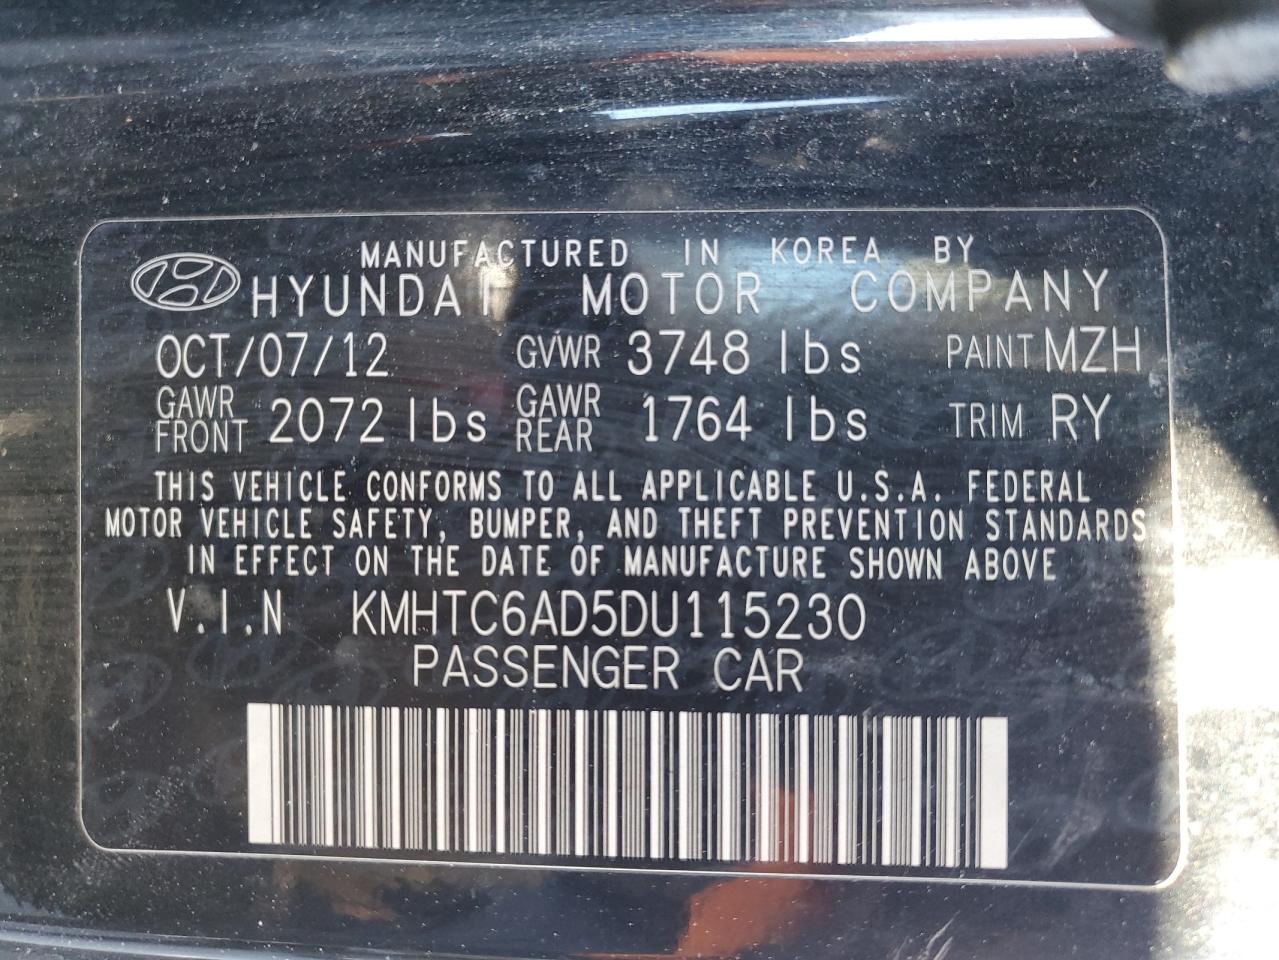 MANUFACTURED IN KOREA BY
HYUNDAI MOTOR COMPANY
OCT/07/12 GVWR 3748 lbs PAINT MZH
GAWR FRONT 2072 lbs GAWR REAR 1764 lbs TRIM RY
THIS VEHICLE CONFORMS TO ALL APPLICABLE U.S.A. FEDERAL
MOTOR VEHICLE SAFETY, BUMPER, AND THEFT PREVENTION STANDARDS
IN EFFECT ON THE DATE OF MANUFACTURE SHOWN ABOVE
V.I.N KMHTC6AD5DU115230
PASSENGER CAR